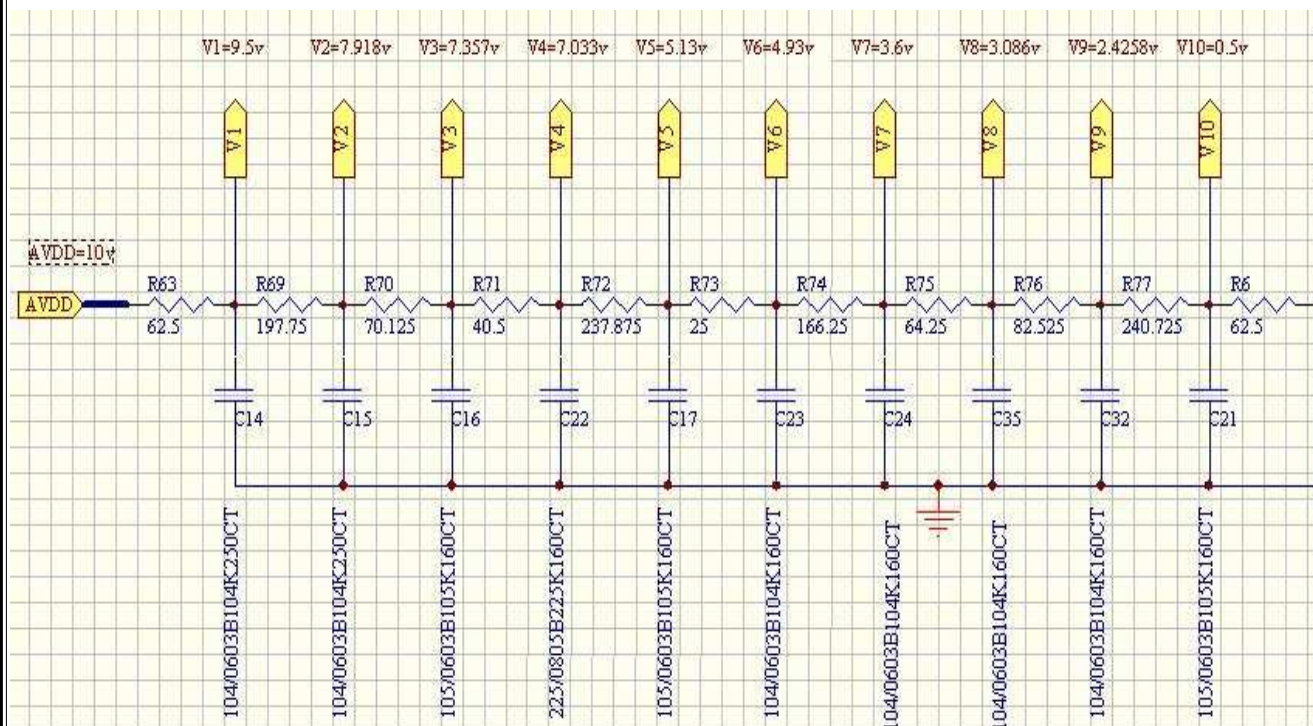 V1=9.5v V2=7.918v V3=7.357v V4=7.033v V5=5.13v V6=4.93v V7=3.6v V8=3.086v V9=2.4258v V10=0.5v
V1 V2 V3 V4 V5 V6 V7 V8 V9 V10
AVDD=10v
R63 R69 R70 R71 R72 R73 R74 R75 R76 R77 R6
AVDD
62.5 197.75 70.125 40.5 237.875 25 166.25 64.25 82.525 240.725 62.5
C14 C15 C16 C22 C17 C23 C24 C35 C32 C21
104/0603B104K250CT
104/0603B104K250CT
105/0603B105K160CT
225/0805B225K160CT
105/0603B105K160CT
104/0603B104K160CT
104/0603B104K160CT
104/0603B104K160CT
104/0603B104K160CT
105/0603B105K160CT